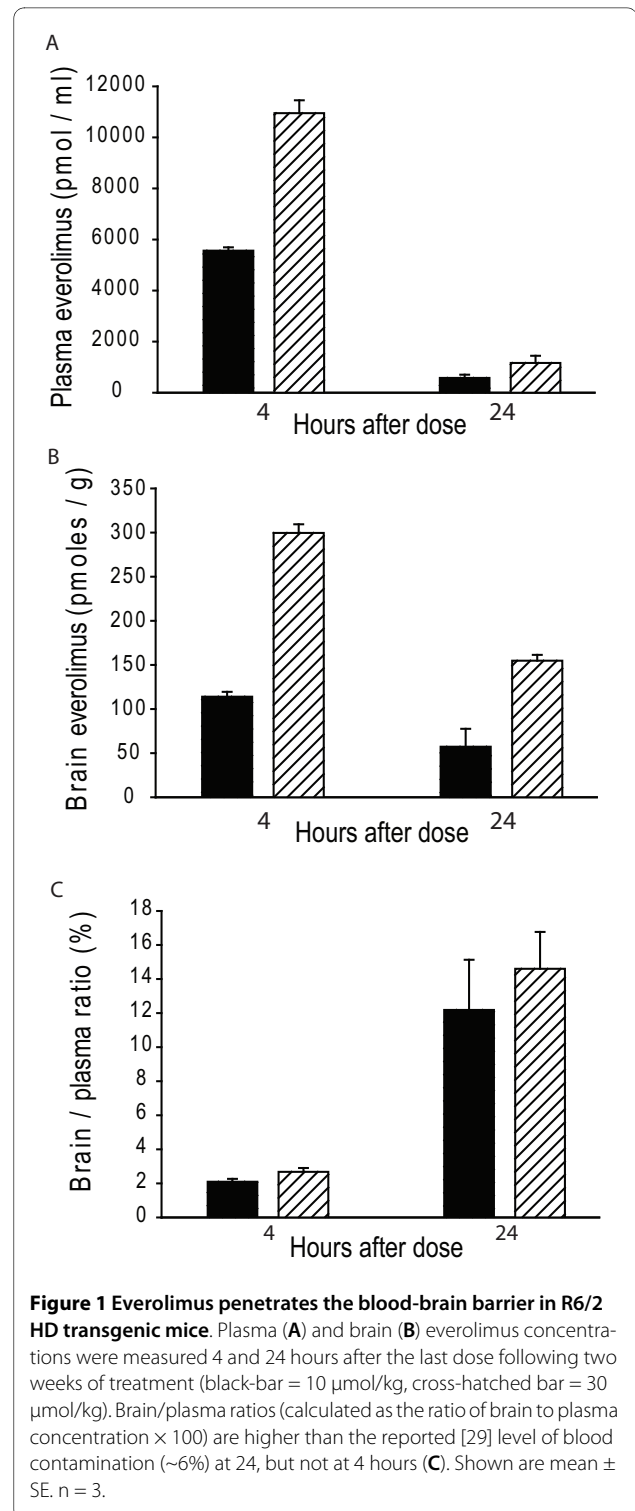 A
Plasma everolimus (pmol / ml)
12000
10000
8000
6000
4000
2000
0
4
24
Hours after dose
B
Brain everolimus (pmoles / g)
350
300
250
200
150
100
50
0
4
24
Hours after dose
C
Brain / plasma ratio (%)
18
16
14
12
10
8
6
4
2
0
4
24
Hours after dose
Figure 1 Everolimus penetrates the blood-brain barrier in R6/2
HD transgenic mice. Plasma (A) and brain (B) everolimus concentra-
tions were measured 4 and 24 hours after the last dose following two
weeks of treatment (black-bar = 10 μmol/kg, cross-hatched bar = 30
μmol/kg). Brain/plasma ratios (calculated as the ratio of brain to plasma
concentration × 100) are higher than the reported [29] level of blood
contamination (~6%) at 24, but not at 4 hours (C). Shown are mean ±
SE. n = 3.